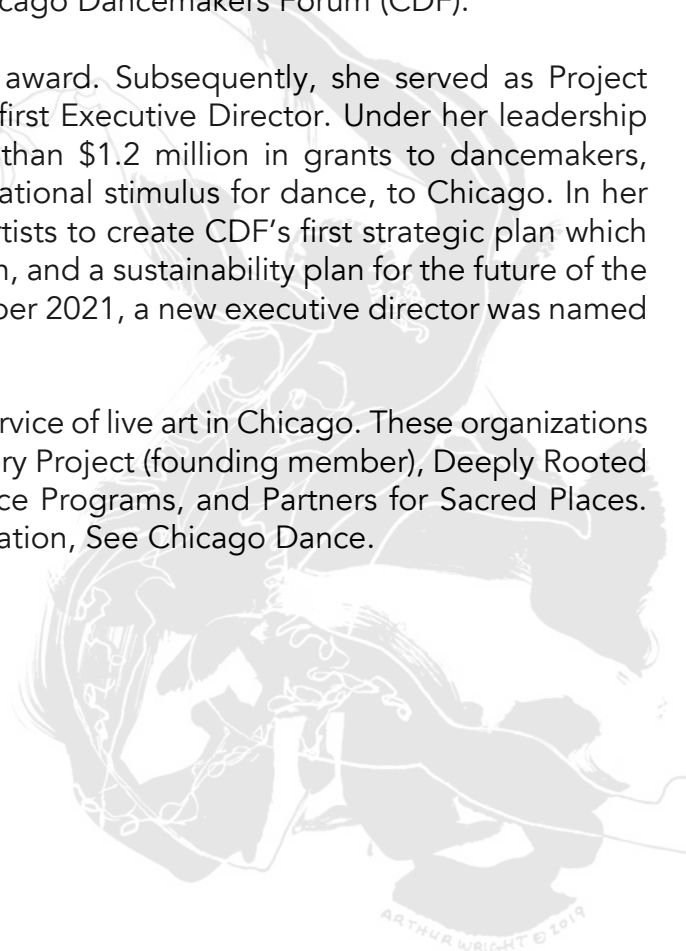 cago Dancemakers Forum (CDF).
award. Subsequently, she served as Project
first Executive Director. Under her leadership
than $1.2 million in grants to dancemakers,
ational stimulus for dance, to Chicago. In her
rtists to create CDF’s first strategic plan which
n, and a sustainability plan for the future of the
ber 2021, a new executive director was named
rvice of live art in Chicago. These organizations
ry Project (founding member), Deeply Rooted
ce Programs, and Partners for Sacred Places.
ation, See Chicago Dance.
ARTHUR WRIGHT © 2019